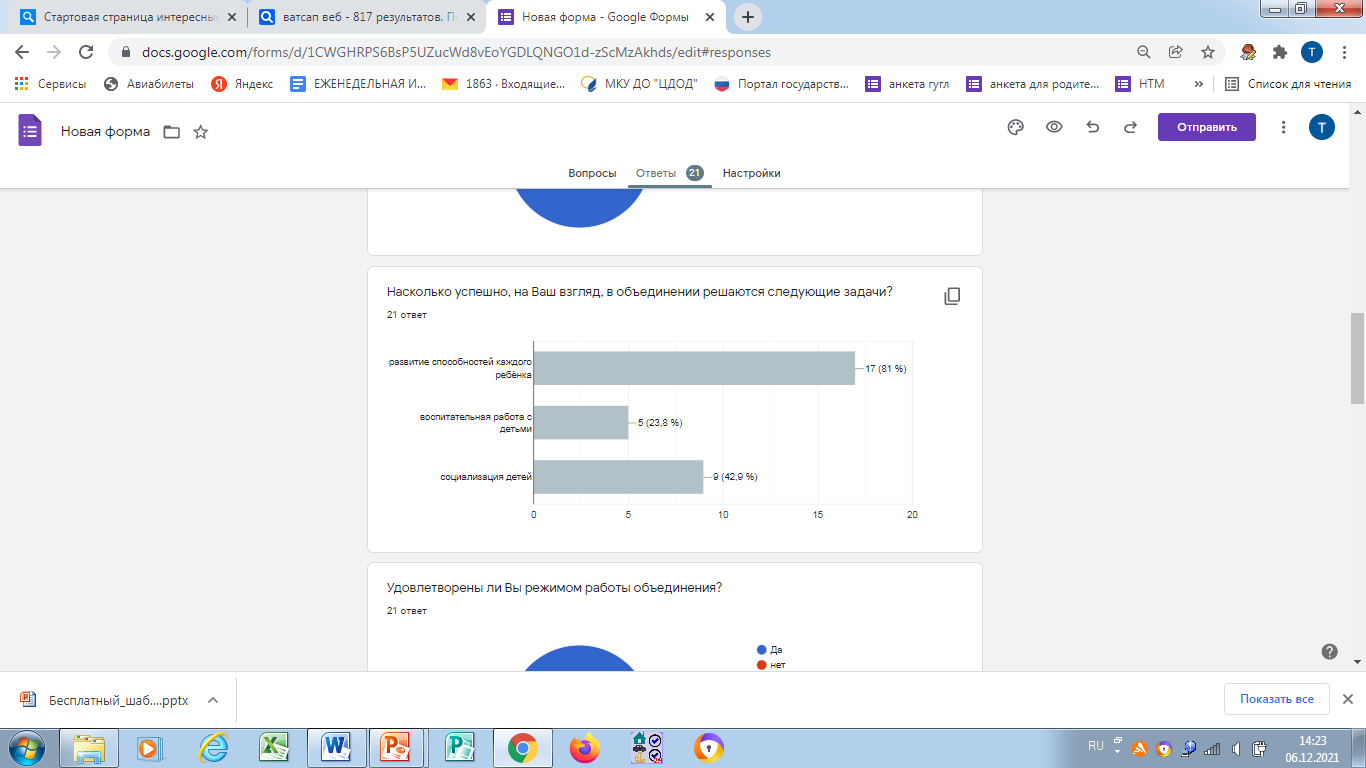 Стартовая страница интересны
ватсап веб - 817 результатов. П
Новая форма - Google Формы
docs.google.com/forms/d/1CWGHRPS6BsP5UZucWd8vEoYGDLQNGO1d-zScMzAkhds/edit#responses
Сервисы
Авиабилеты
Яндекс
ЕЖЕНЕДЕЛЬНАЯ И...
1863 · Входящие...
МКУ ДО "ЦДОД"
Портал государств...
анкета гугл
анкета для родите...
НТМ
»
Список для чтения
Новая форма
Отправить
Т
Вопросы
Ответы 21
Настройки
Насколько успешно, на Ваш взгляд, в объединении решаются следующие задачи?
21 ответ
развитие способностей каждого
ребёнка
17 (81 %)
воспитательная работа с
детьми
5 (23,8 %)
социализация детей
9 (42,9 %)
0 5 10 15 20
Удовлетворены ли Вы режимом работы объединения?
21 ответ
Да
нет
Бесплатный_шаб....pptx
Показать все
RU
14:23
06.12.2021